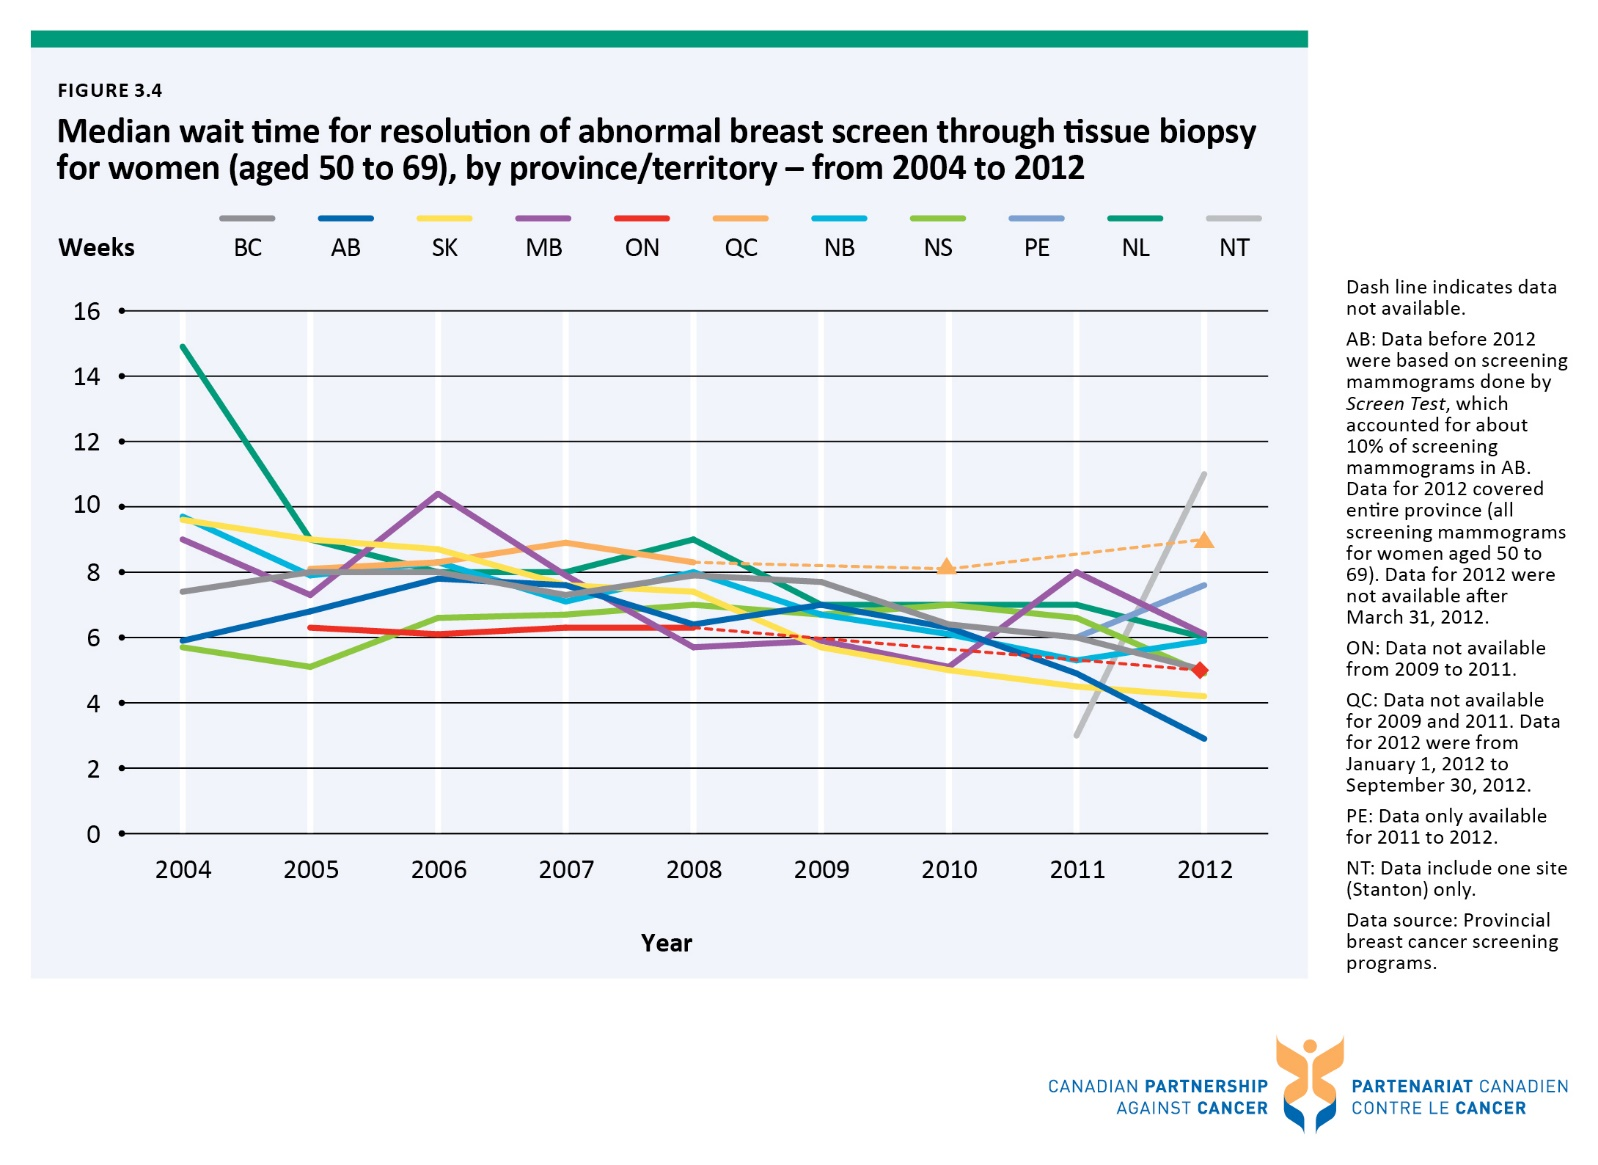 FIGURE 3.4
Median wait time for resolution of abnormal breast screen through tissue biopsy
for women (aged 50 to 69), by province/territory – from 2004 to 2012
Weeks BC AB SK MB ON QC NB NS PE NL NT
16
14
12
10
8
6
4
2
0
2004 2005 2006 2007 2008 2009 2010 2011 2012
Year
Dash line indicates data
not available.
AB: Data before 2012
were based on screening
mammograms done by
Screen Test, which
accounted for about
10% of screening
mammograms in AB.
Data for 2012 covered
entire province (all
screening mammograms
for women aged 50 to
69). Data for 2012 were
not available after
March 31, 2012.
ON: Data not available
from 2009 to 2011.
QC: Data not available
for 2009 and 2011. Data
for 2012 were from
January 1, 2012 to
September 30, 2012.
PE: Data only available
for 2011 to 2012.
NT: Data include one site
(Stanton) only.
Data source: Provincial
breast cancer screening
programs.
CANADIAN PARTNERSHIP
AGAINST CANCER
PARTENARIAT CANADIEN
CONTRE LE CANCER